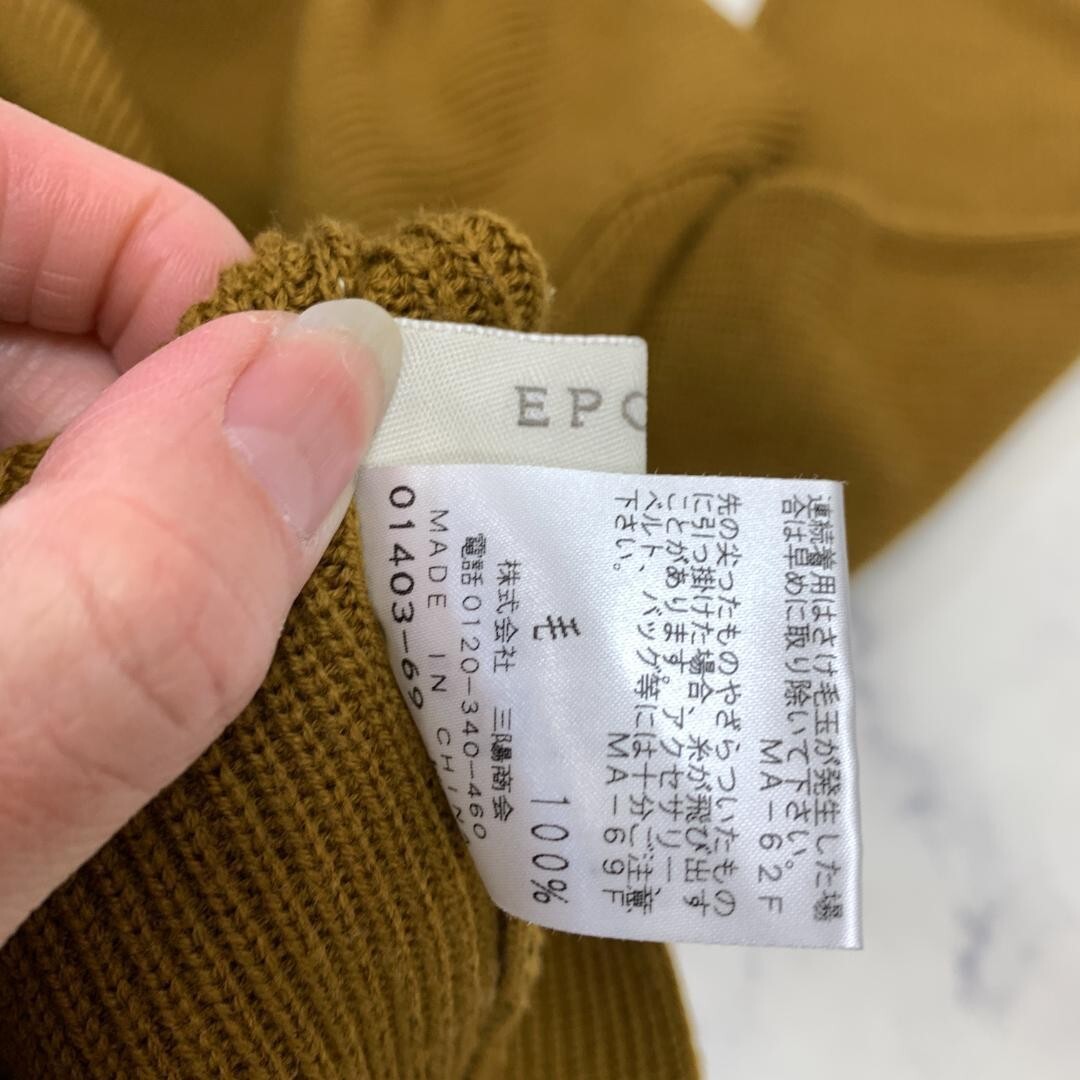 EPO
連続着用はさけ毛玉が発生した場
合は早めに取り除いて下さい。
MA-62F
先の尖ったものやざらついたもの
に引っ掛けた場合、糸が飛び出す
ことがあります。アクセサリー
ベルト、バッグ等には十分ご注意
下さい。 MA-69F
毛 100%
株式会社 三陽商会
電話0120-340-460
MADE IN CHINA
01403-69